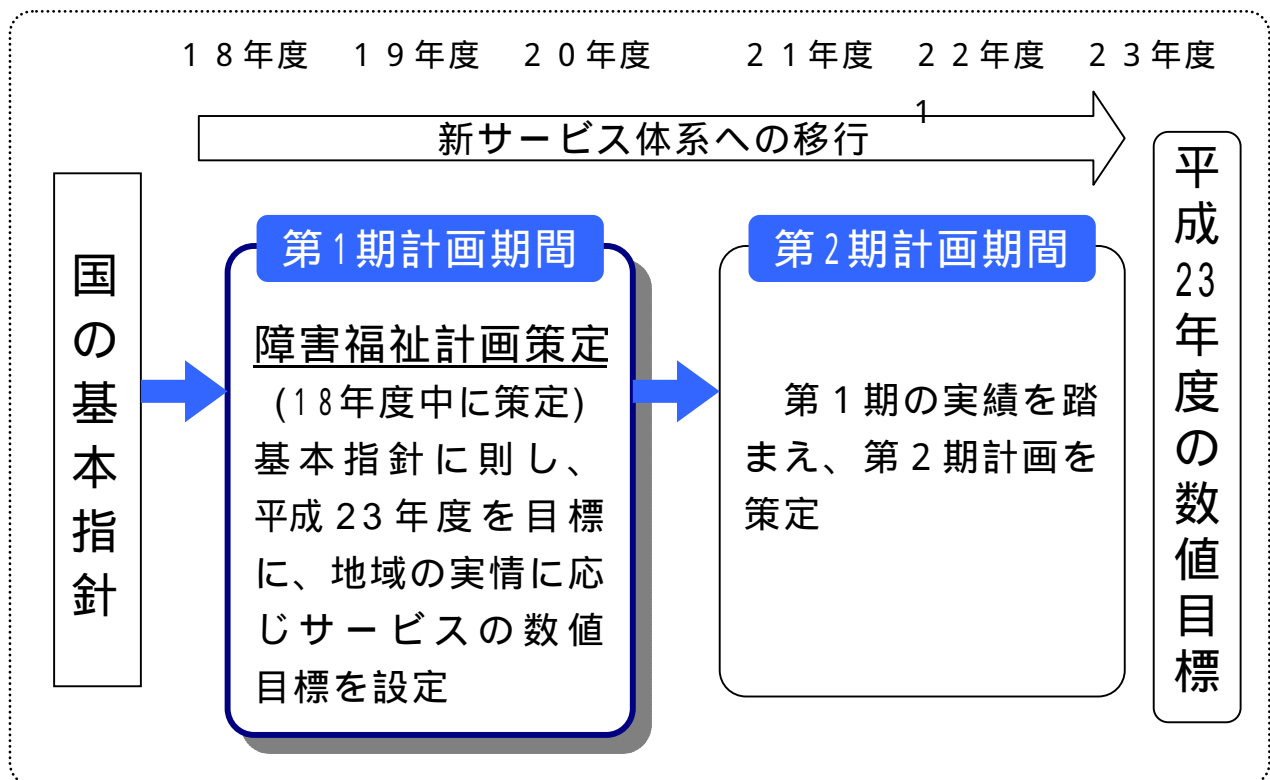 18年度 19年度 20年度 21年度 22年度 23年度
1
新サービス体系への移行
国の基本指針
第1期計画期間
障害福祉計画策定
(18年度中に策定)
基本指針に則し、
平成23年度を目標
に、地域の実情に応
じサービスの数値
目標を設定
第2期計画期間
第1期の実績を踏
まえ、第2期計画を
策定
平成23年度の数値目標